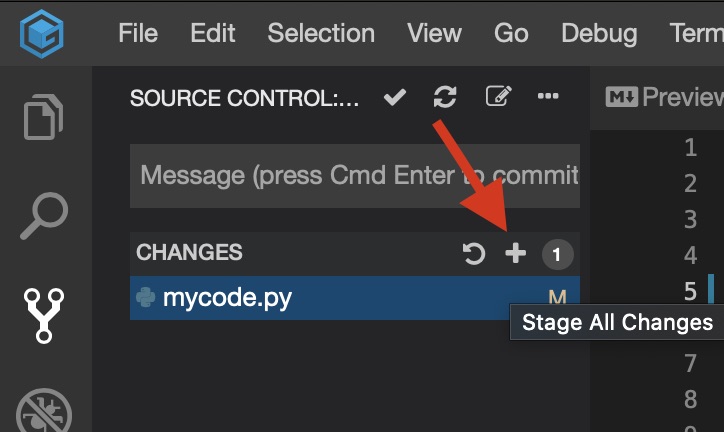 File Edit Selection View Go Debug Term
SOURCE CONTROL:...
M Preview
Message (press Cmd Enter to commit
CHANGES 1
mycode.py M
Stage All Changes
1
2
3
4
5
7
8